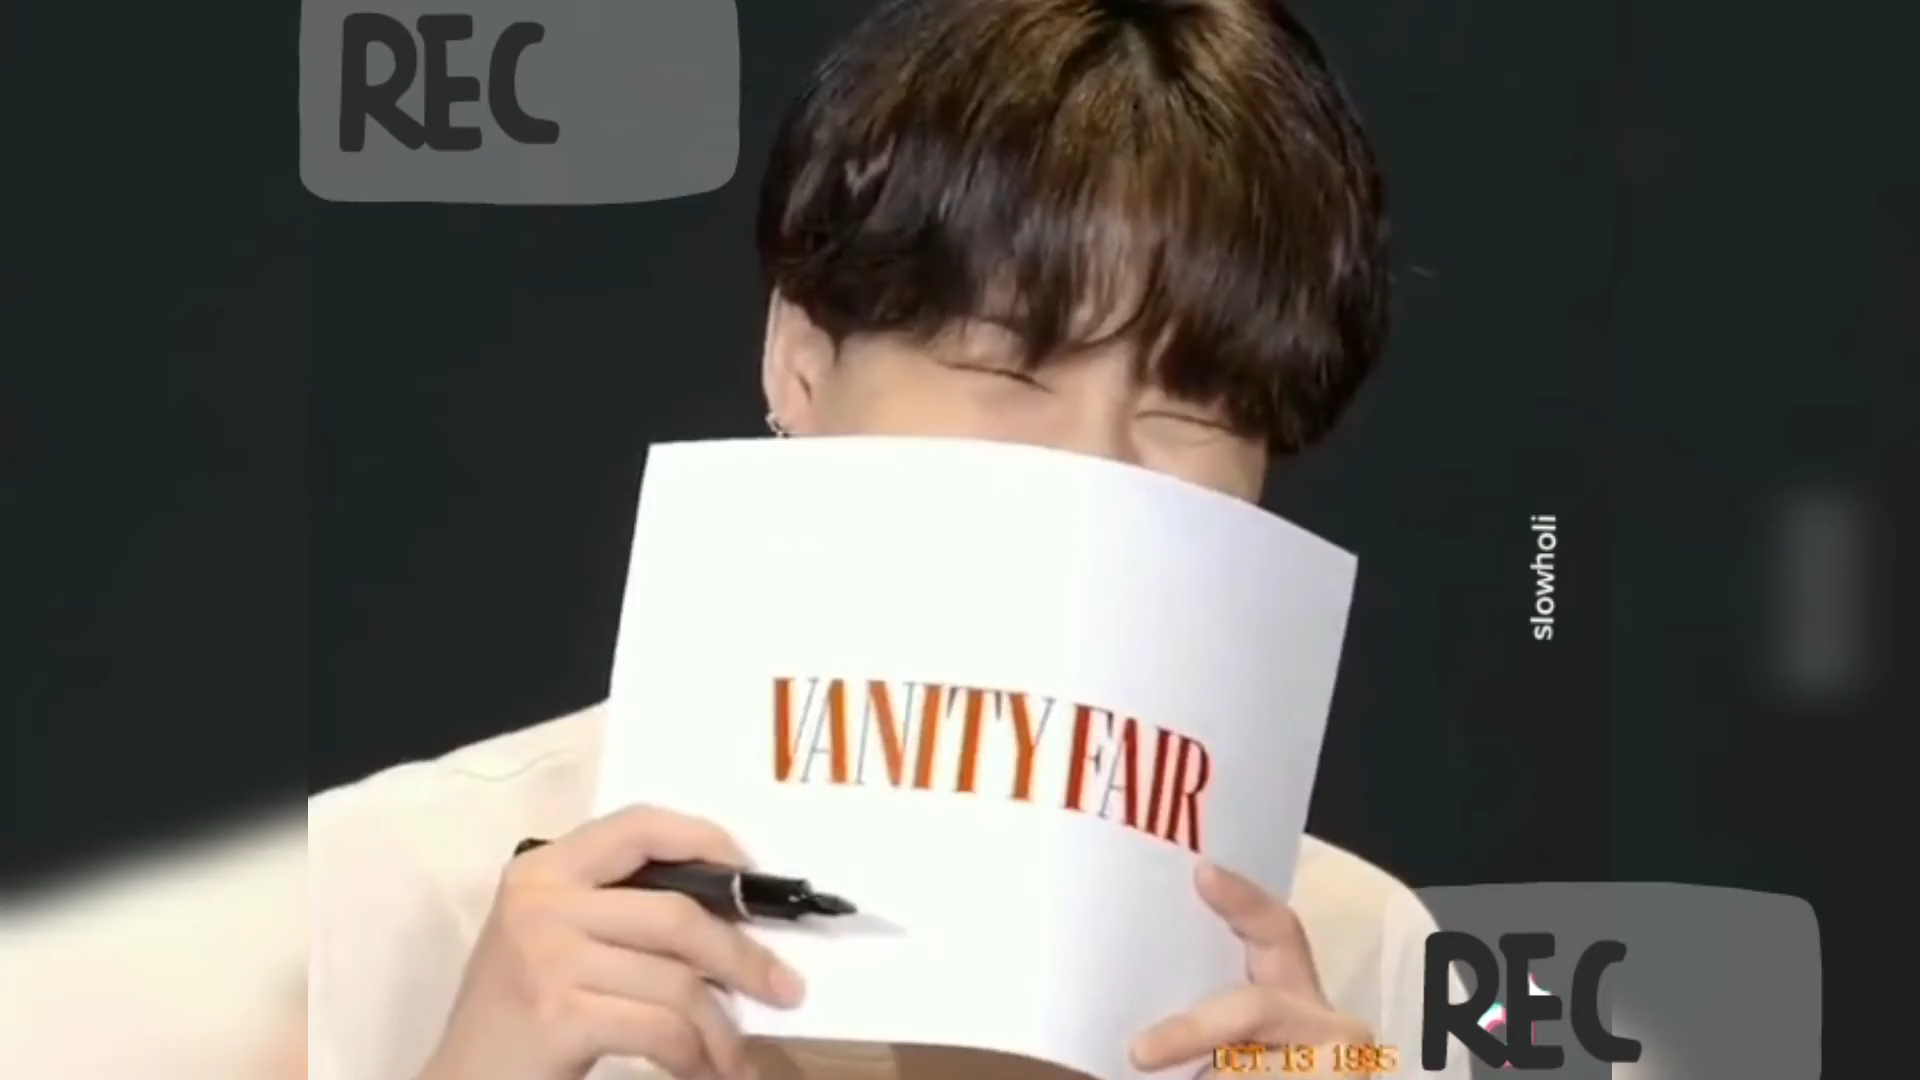 REC
slowholi
VANITY FAIR
REC
OCT. 13 1995